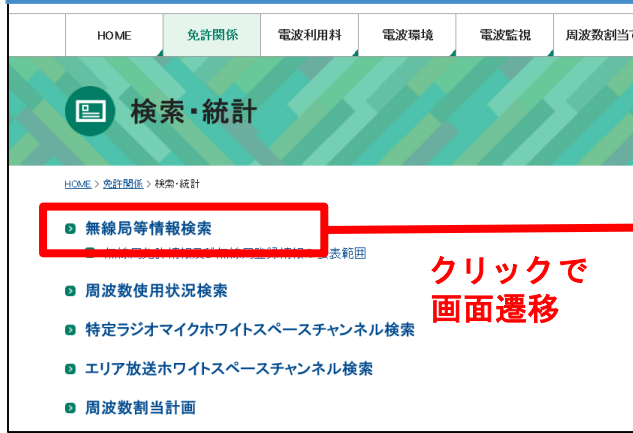 HOME 免許関係 電波利用料 電波環境 電波監視 周波数割当て
検索・統計
HOME > 免許関係 > 検索・統計
無線局等情報検索
無線局免許情報及び無線局登録情報の公表範囲
周波数使用状況検索
特定ラジオマイクホワイトスペースチャンネル検索
エリア放送ホワイトスペースチャンネル検索
周波数割当計画
クリックで
画面遷移